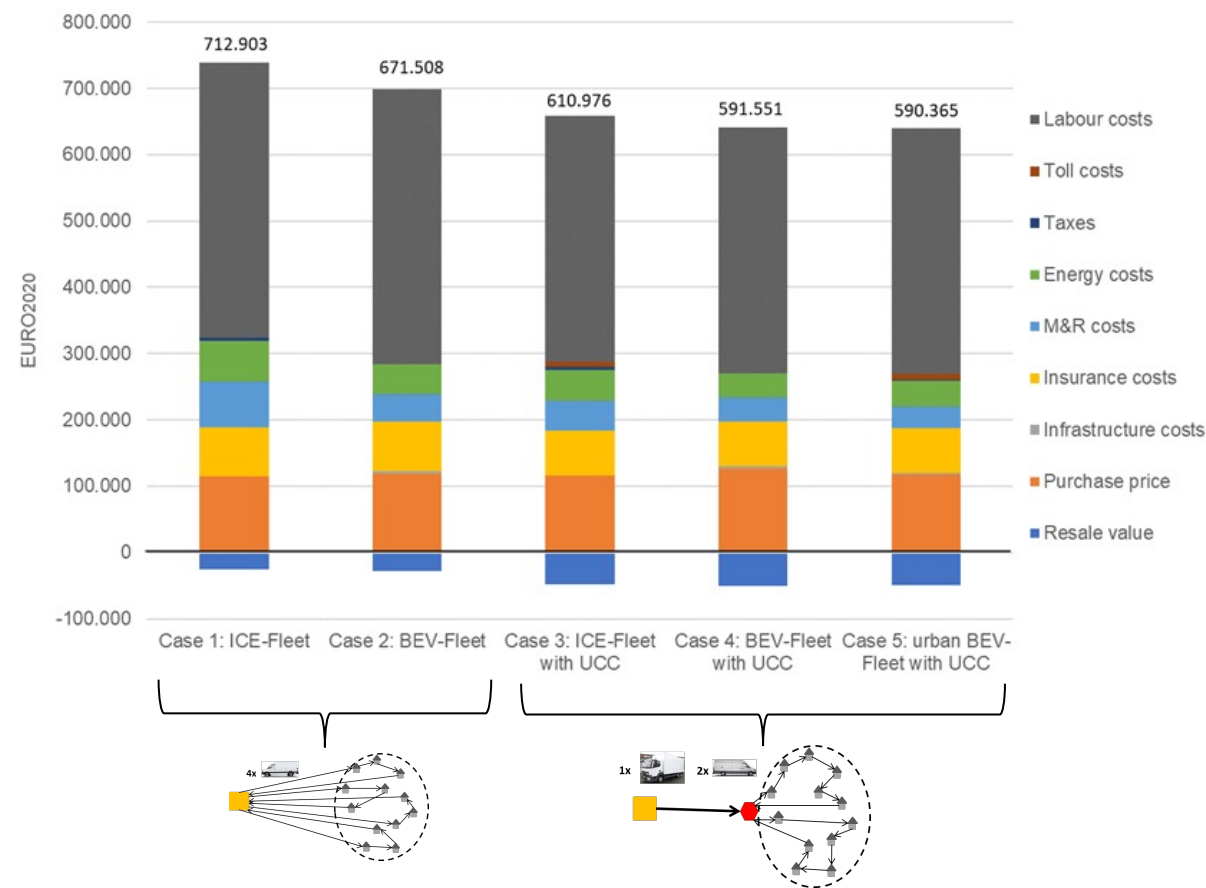 800.000
700.000
600.000
500.000
400.000
300.000
200.000
100.000
0
-100.000
EURO2020
712.903
671.508
610.976
591.551
590.365
Labour costs
Toll costs
Taxes
Energy costs
M&R costs
Insurance costs
Infrastructure costs
Purchase price
Resale value
Case 1: ICE-Fleet
Case 2: BEV-Fleet
Case 3: ICE-Fleet
with UCC
Case 4: BEV-Fleet
with UCC
Case 5: urban BEV-
Fleet with UCC
4x
1x
2x